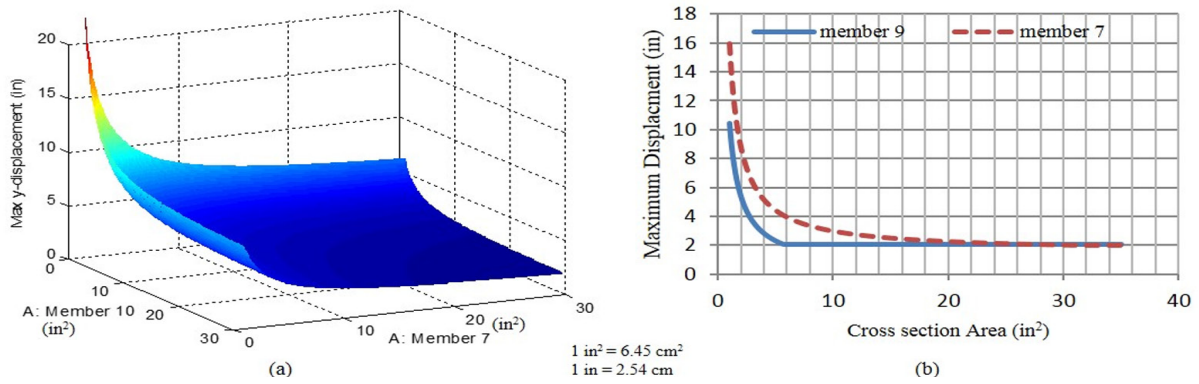 20
15
10
5
0
Max y-displacement (in)
0
10
20
30
A: Member 10
(in²)
0
10
20
30
(in²)
A: Member 7
(a)
1 in² = 6.45 cm²
1 in = 2.54 cm
18
16
14
12
10
8
6
4
2
0
Maximum Displacment (in)
member 9
member 7
0
10
20
30
40
Cross section Area (in²)
(b)